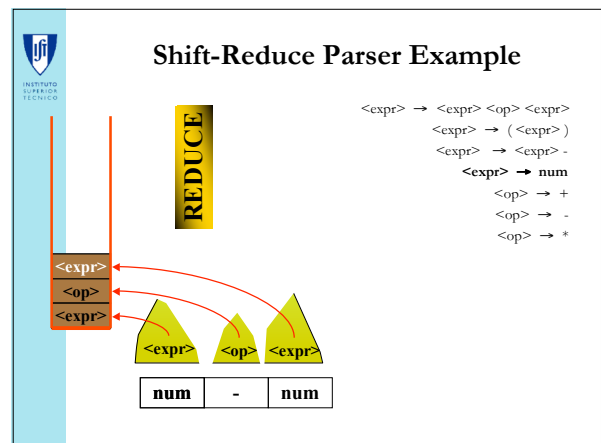 Shift-Reduce Parser Example
INSTITUTO
SUPERIOR
TÉCNICO
REDUCE
<expr> → <expr> <op> <expr>
<expr> → ( <expr> )
<expr> → <expr> -
<expr> → num
<op> → +
<op> → -
<op> → *
<expr>
<op>
<expr>
<expr> <op> <expr>
num - num